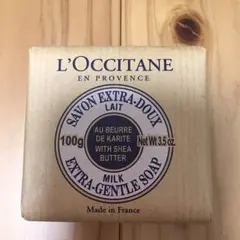 L'OCCITANE
EN PROVENCE
SAVON EXTRA-DOUX
LAIT
100g
AU BEURRE
DE KARITE
WITH SHEA
BUTTER
Net Wt 3.5 oz.
MILK
EXTRA-GENTLE SOAP
Made in France